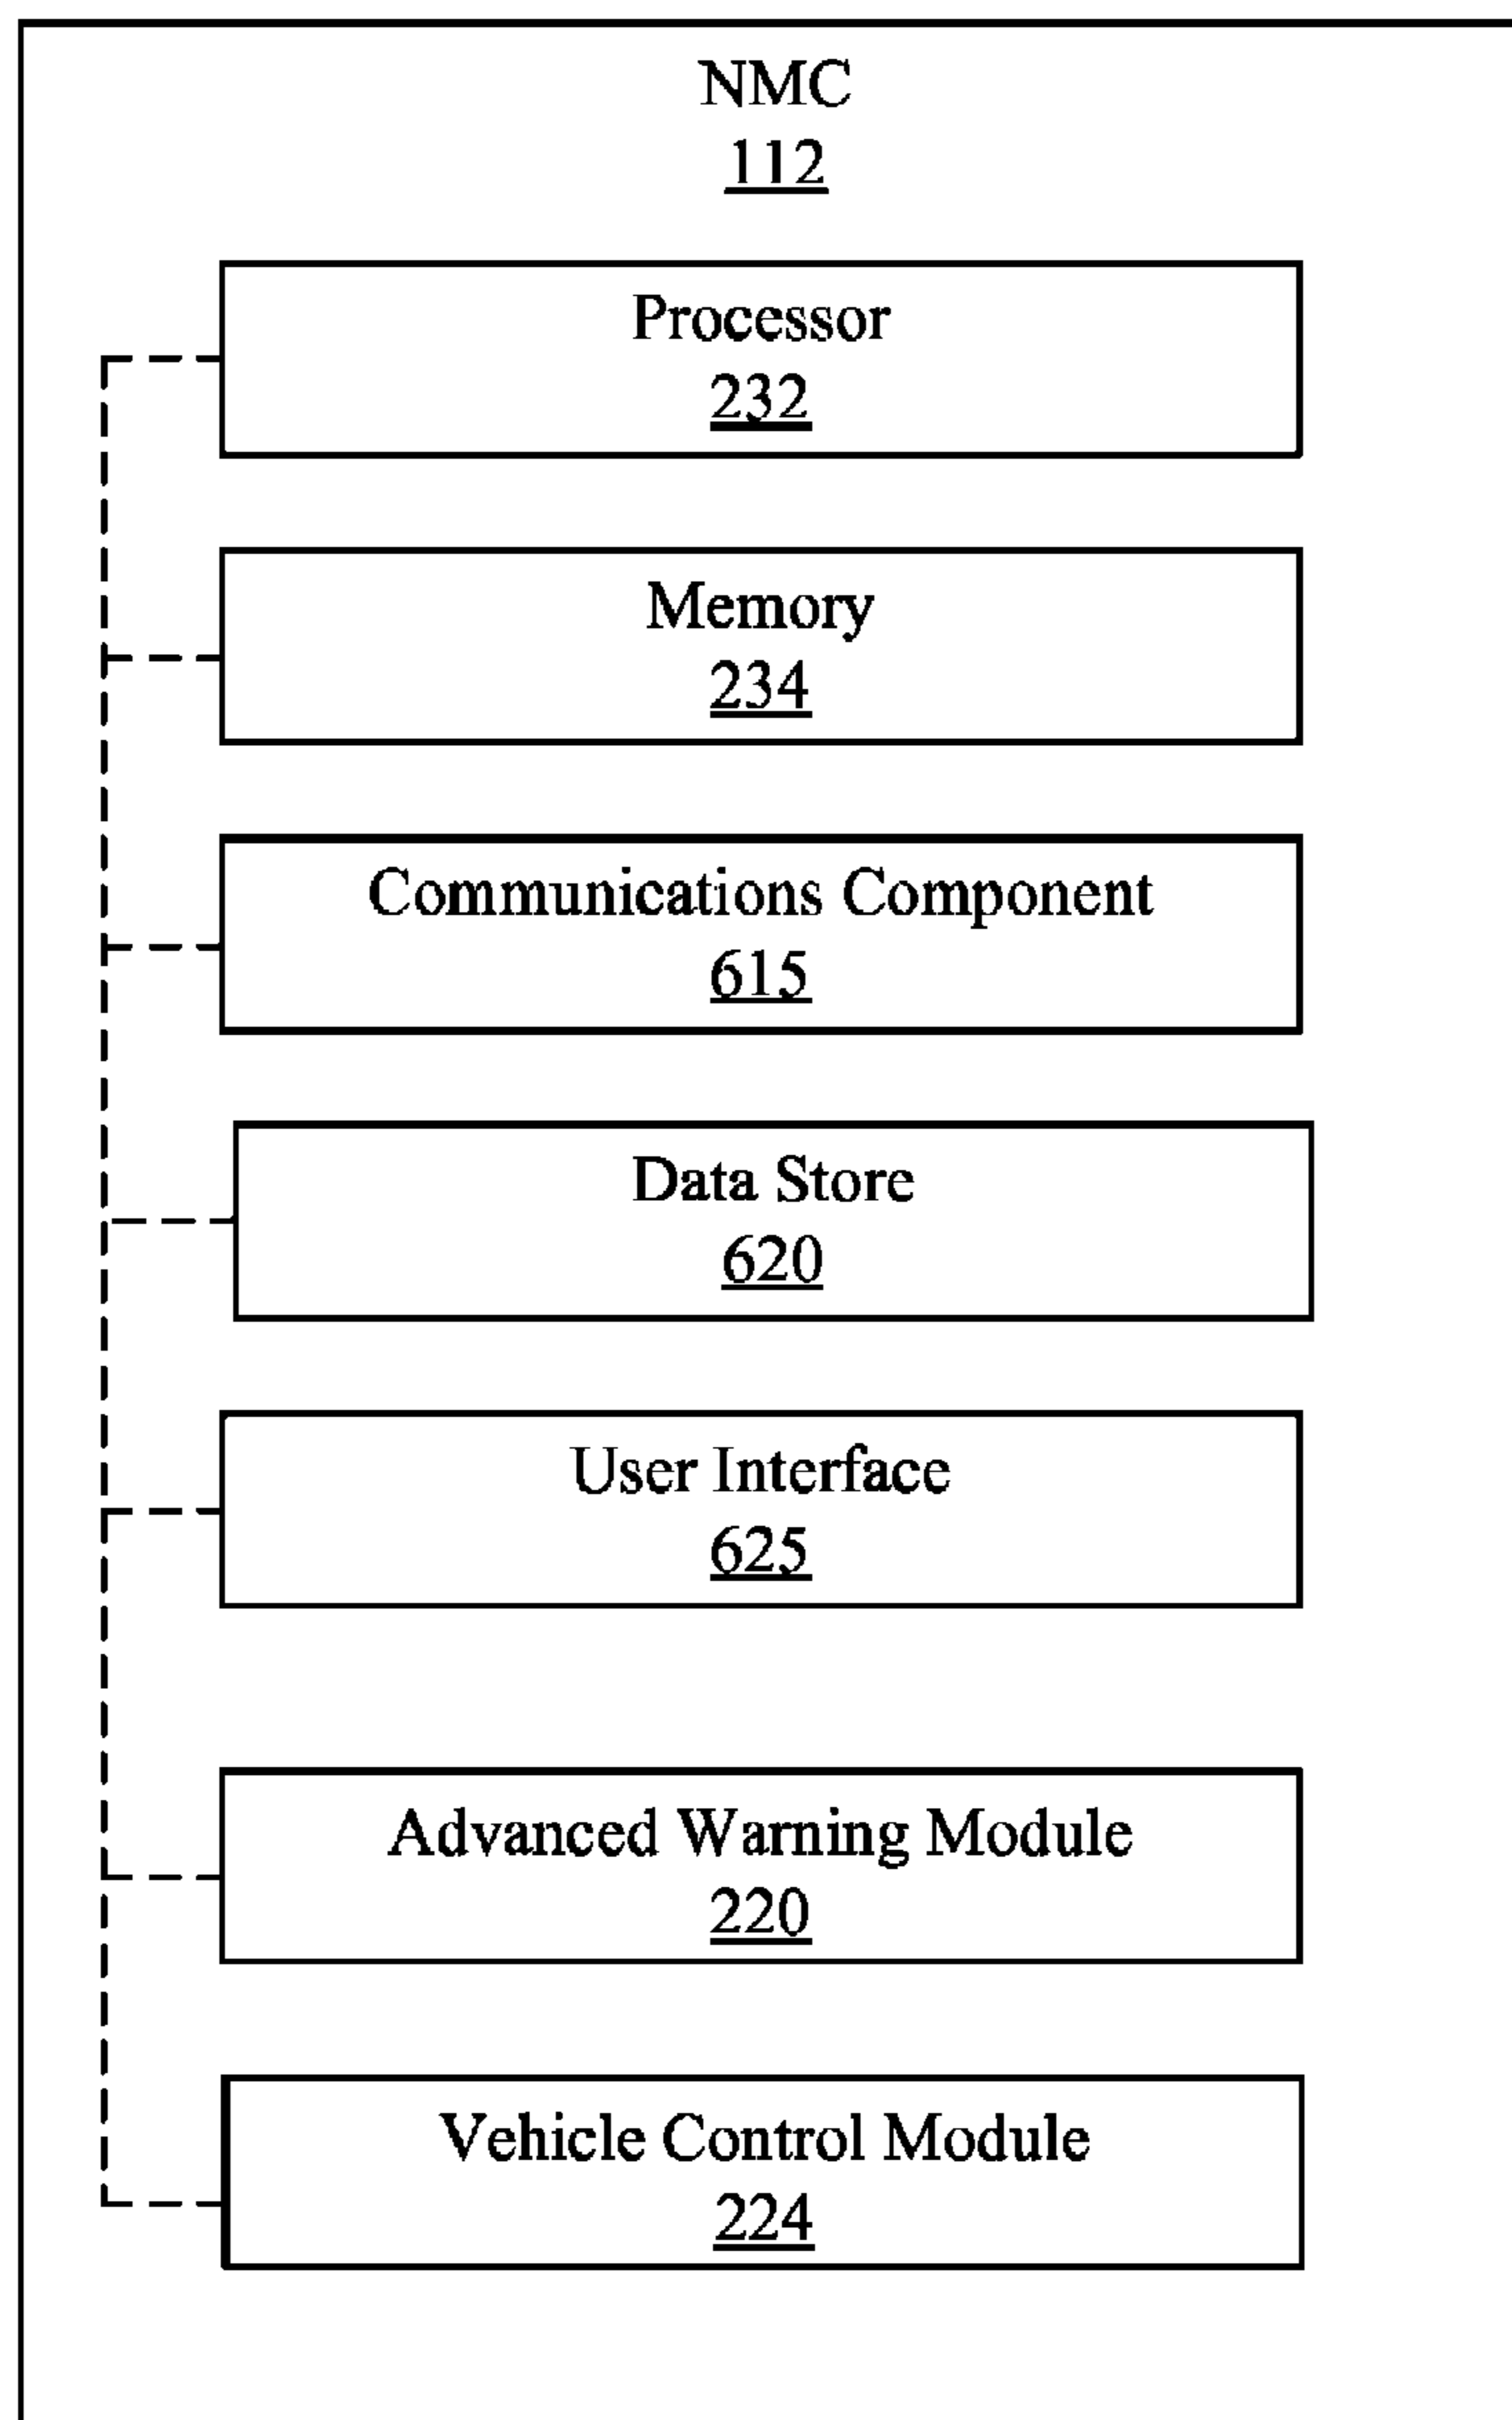 NMC
112
Processor
232
Memory
234
Communications Component
615
Data Store
620
User Interface
625
Advanced Warning Module
220
Vehicle Control Module
224